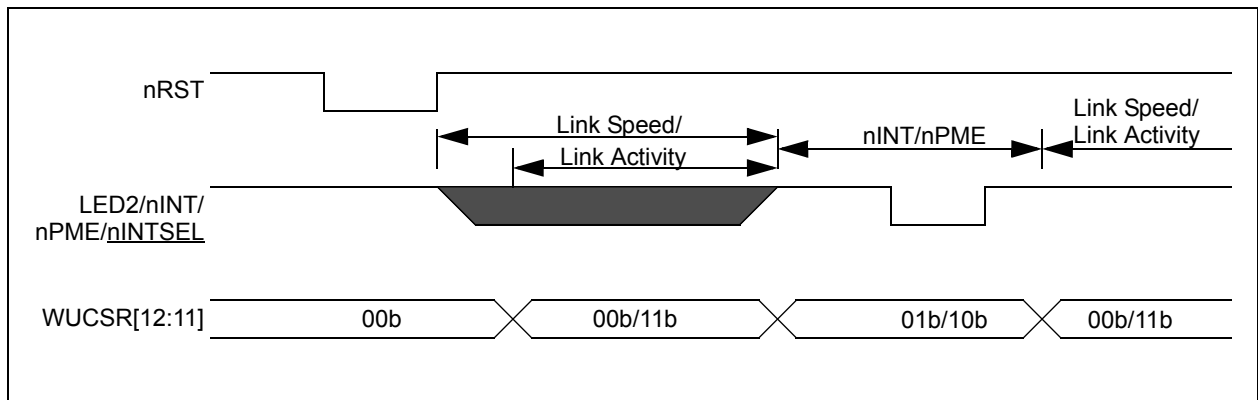 nRST
Link Speed/
Link Activity
nINT/nPME
Link Speed/
Link Activity
LED2/nINT/
nPME/nINTSEL
WUCSR[12:11]
00b
00b/11b
01b/10b
00b/11b